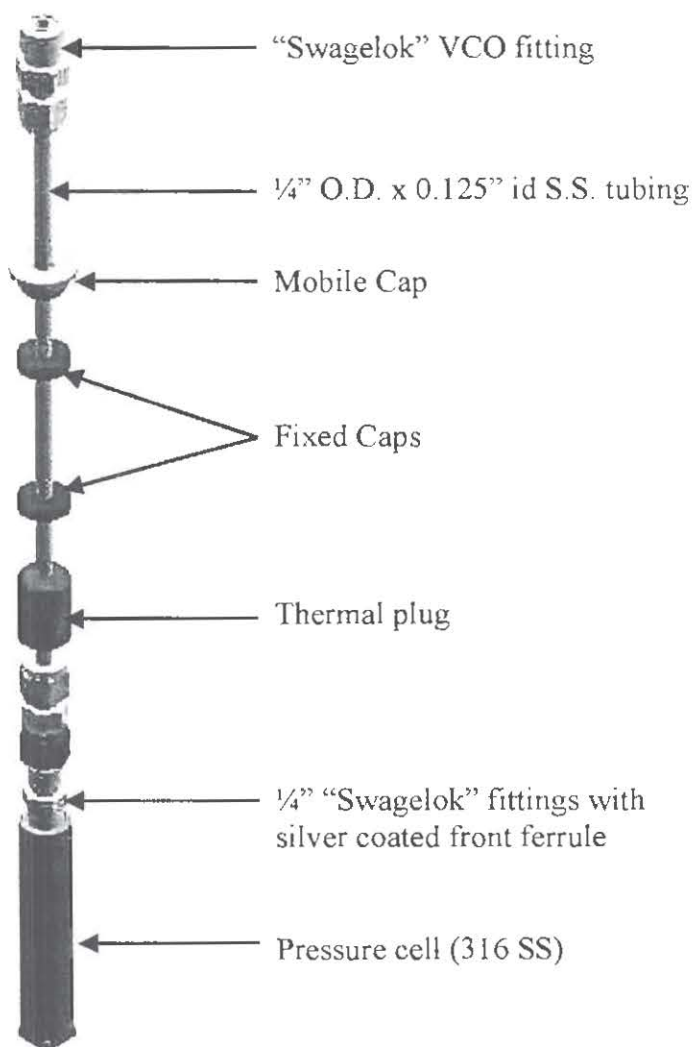 “Swagelok” VCO fitting
¼” O.D. x 0.125” id S.S. tubing
Mobile Cap
Fixed Caps
Thermal plug
¼” “Swagelok” fittings with
silver coated front ferrule
Pressure cell (316 SS)